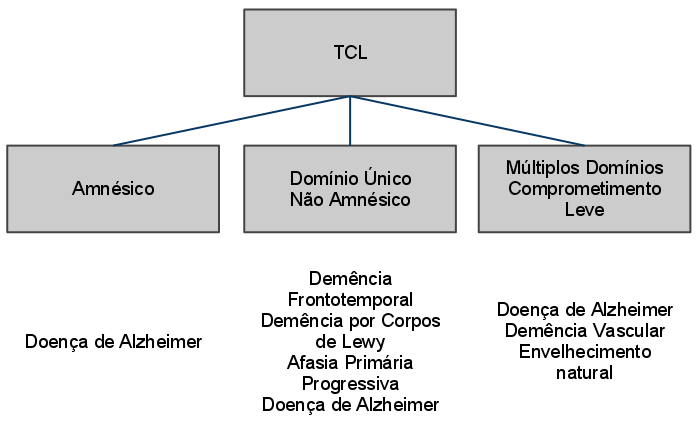 TCL
Amnésico
Domínio Único
Não Amnésico
Múltiplos Domínios
Comprometimento
Leve
Doença de Alzheimer
Demência
Frontotemporal
Demência por Corpos
de Lewy
Afasia Primária
Progressiva
Doença de Alzheimer
Doença de Alzheimer
Demência Vascular
Envelhecimento
natural